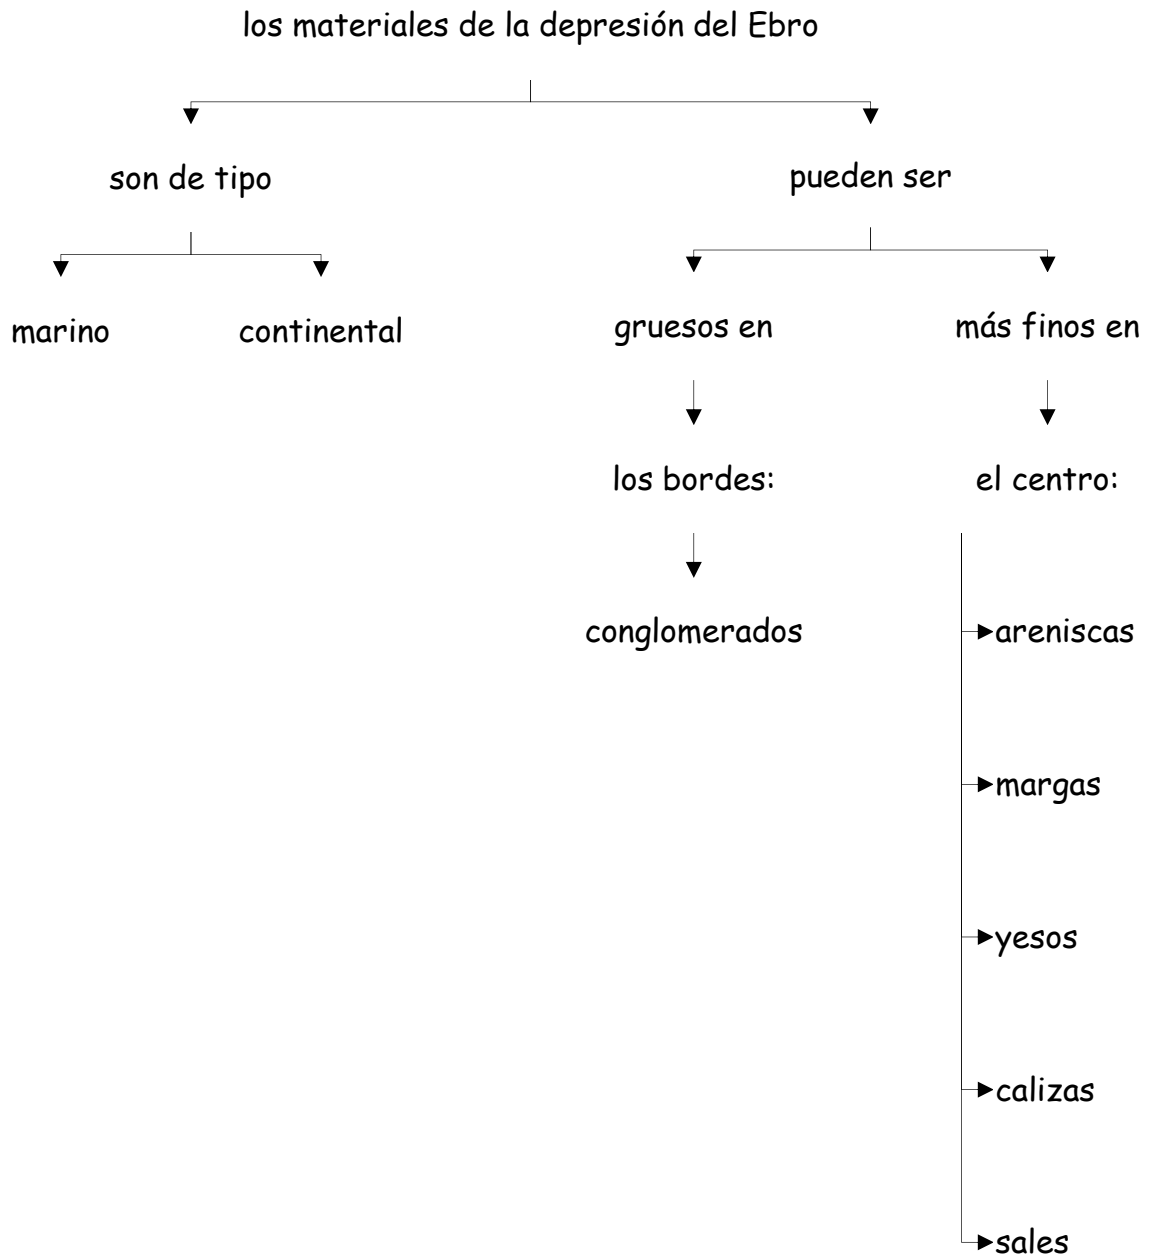 los materiales de la depresión del Ebro
son de tipo
pueden ser
marino
continental
gruesos en
más finos en
los bordes:
el centro:
conglomerados
areniscas
margas
yesos
calizas
sales